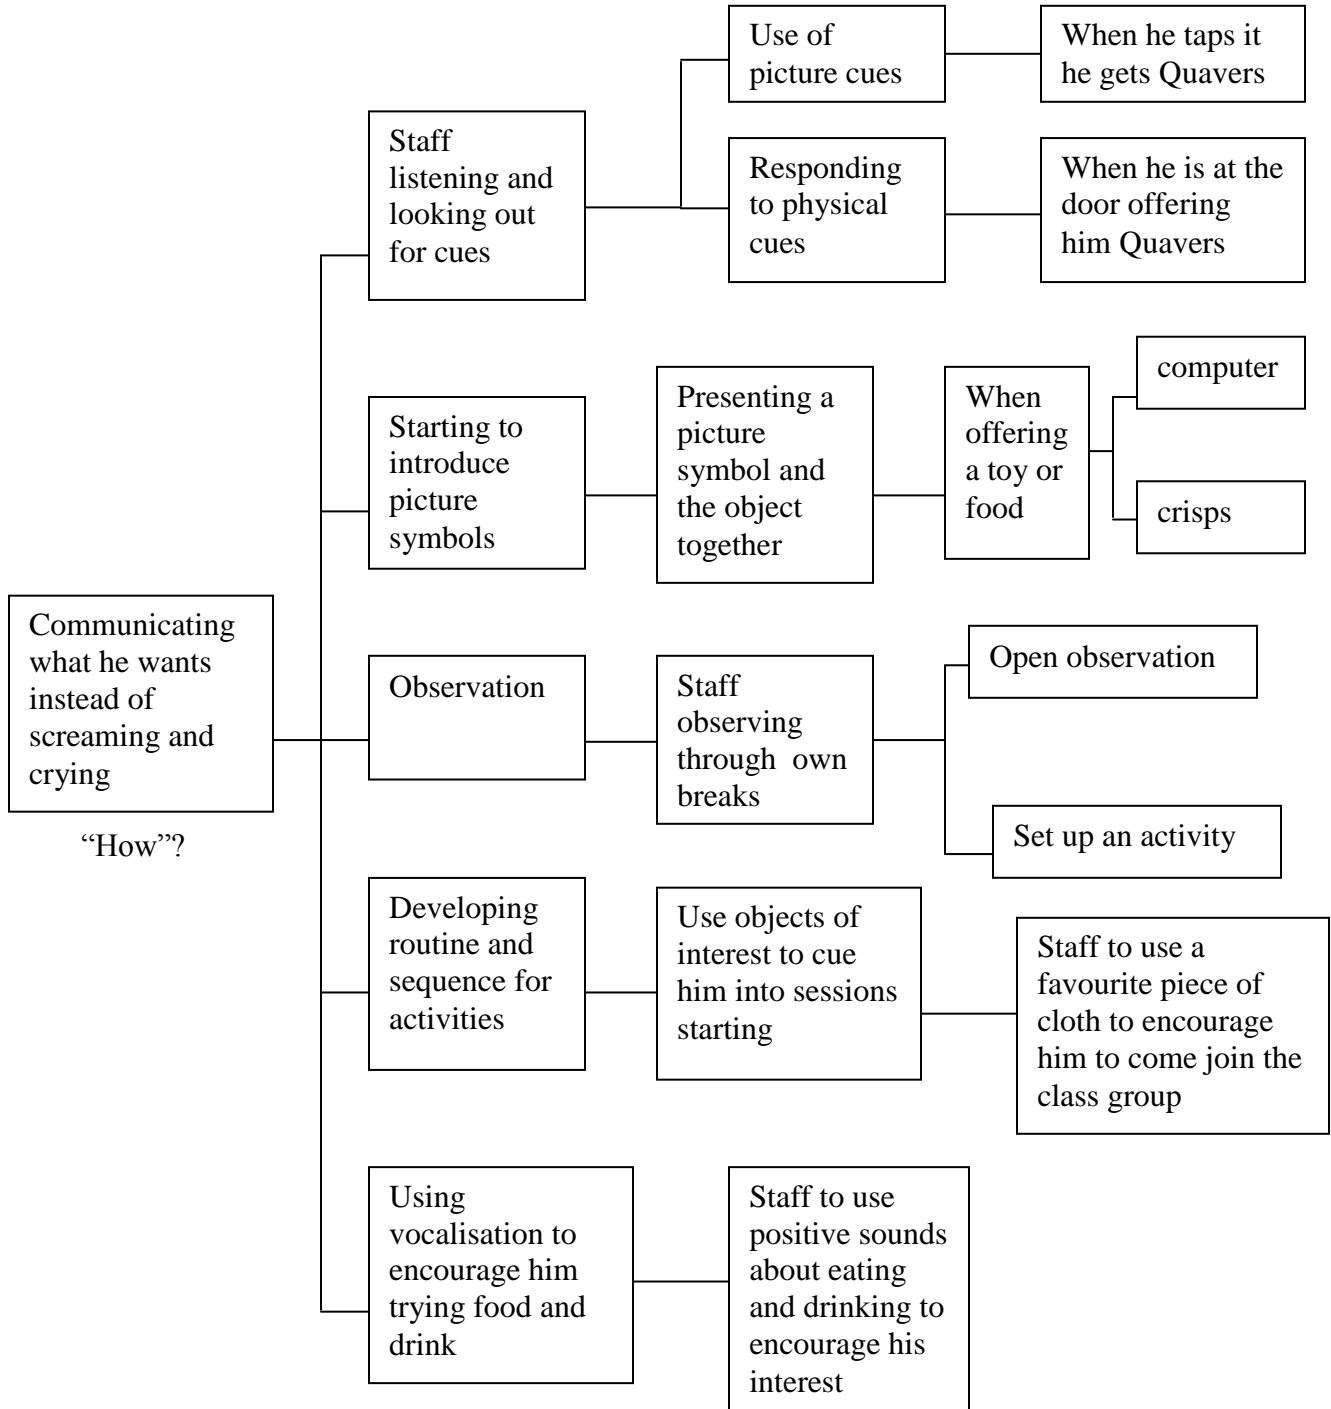 Use of
picture cues
When he taps it
he gets Quavers
Staff
listening and
looking out
for cues
Responding
to physical
cues
When he is at the
door offering
him Quavers
Starting to
introduce
picture
symbols
Presenting a
picture
symbol and
the object
together
When
offering
a toy or
food
computer
crisps
Communicating
what he wants
instead of
screaming and
crying
“How”?
Observation
Staff
observing
through own
breaks
Open observation
Set up an activity
Developing
routine and
sequence for
activities
Use objects of
interest to cue
him into sessions
starting
Staff to use a
favourite piece of
cloth to encourage
him to come join the
class group
Using
vocalisation to
encourage him
trying food and
drink
Staff to use
positive sounds
about eating
and drinking to
encourage his
interest